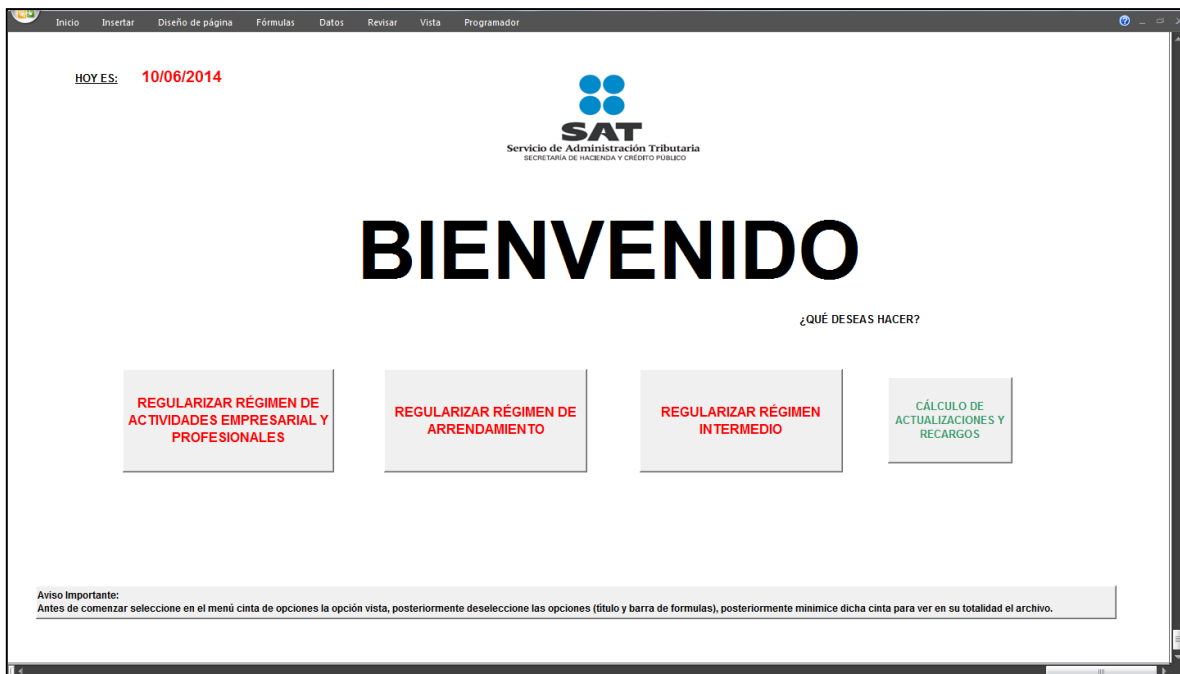 Inicio Insertar Diseño de página Fórmulas Datos Revisar Vista Programador
HOY ES: 10/06/2014
SAT
Servicio de Administración Tributaria
SECRETARÍA DE HACIENDA Y CRÉDITO PÚBLICO
BIENVENIDO
¿QUÉ DESEAS HACER?
REGULARIZAR RÉGIMEN DE
ACTIVIDADES EMPRESARIAL Y
PROFESIONALES
REGULARIZAR RÉGIMEN DE
ARRENDAMIENTO
REGULARIZAR RÉGIMEN
INTERMEDIO
CÁLCULO DE
ACTUALIZACIONES Y
RECARGOS
Aviso Importante:
Antes de comenzar seleccione en el menú cinta de opciones la opción vista, posteriormente deseleccione las opciones (título y barra de formulas), posteriormente minimice dicha cinta para ver en su totalidad el archivo.